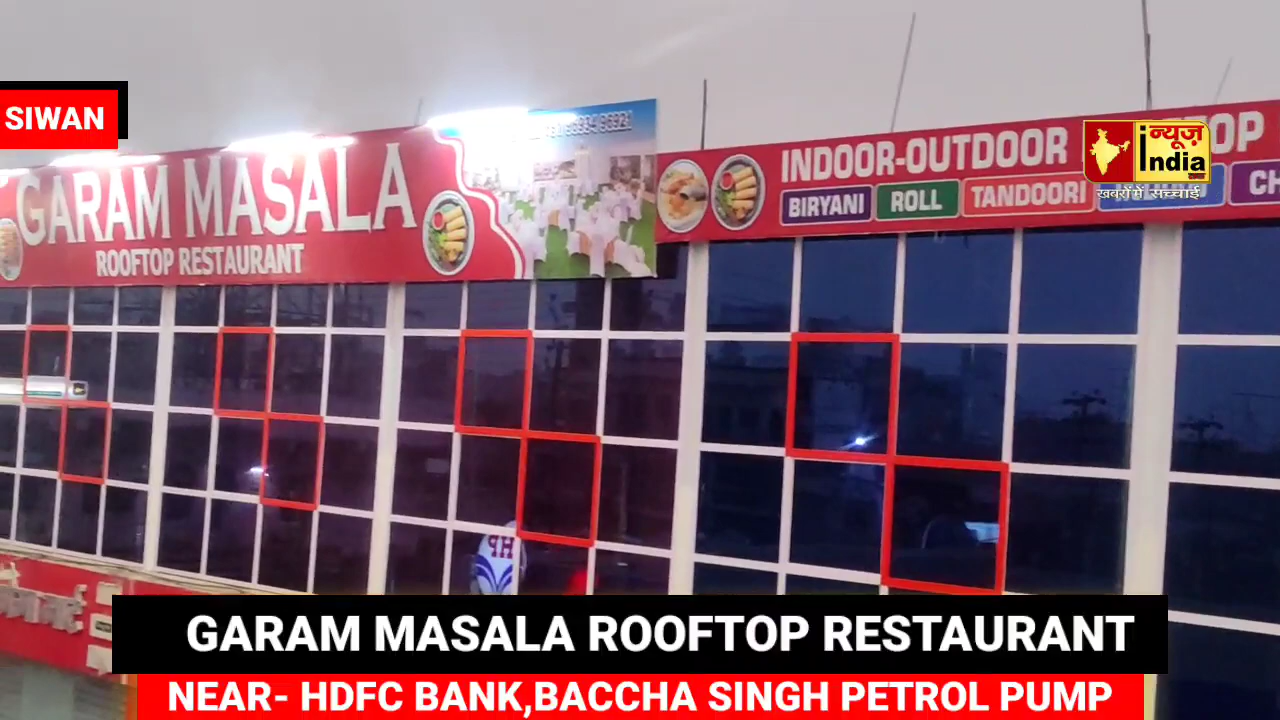 SIWAN
GARAM MASALA
ROOFTOP RESTAURANT
INDOOR-OUTDOOR
BIRYANI ROLL TANDOORI
न्यूज़
india
खबरों में सच्चाई
HP
GARAM MASALA ROOFTOP RESTAURANT
NEAR- HDFC BANK,BACCHA SINGH PETROL PUMP